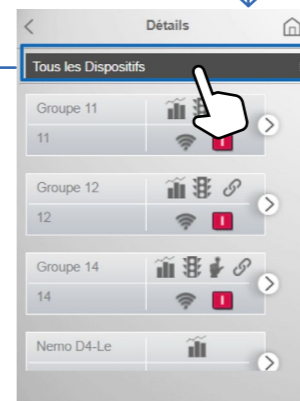 Détails
Tous les Dispositifs
Groupe 11
11
I
Groupe 12
12
I
Groupe 14
14
I
Nemo D4-Le